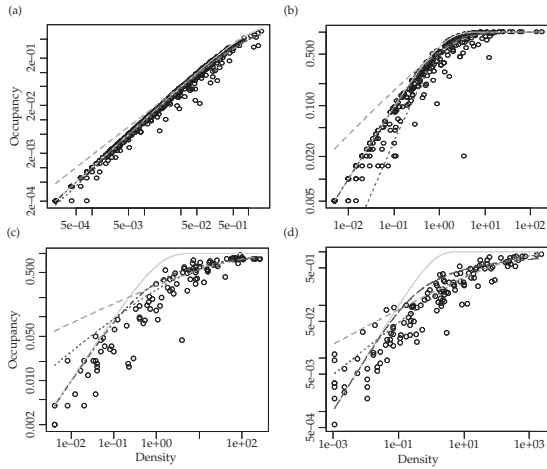 (a)
(b)
2e−01
2e−02
2e−03
2e−04
Occupancy
5e−04
5e−03
5e−02
5e−01
0.500
0.100
0.020
0.005
1e−02
1e−01
1e+00
1e+01
1e+02
(c)
(d)
0.500
0.050
0.010
0.002
Occupancy
1e−02
1e−01
1e+00
1e+02
Density
5e−01
5e−02
5e−03
5e−04
1e−03
1e−01
1e+01
1e+03
Density